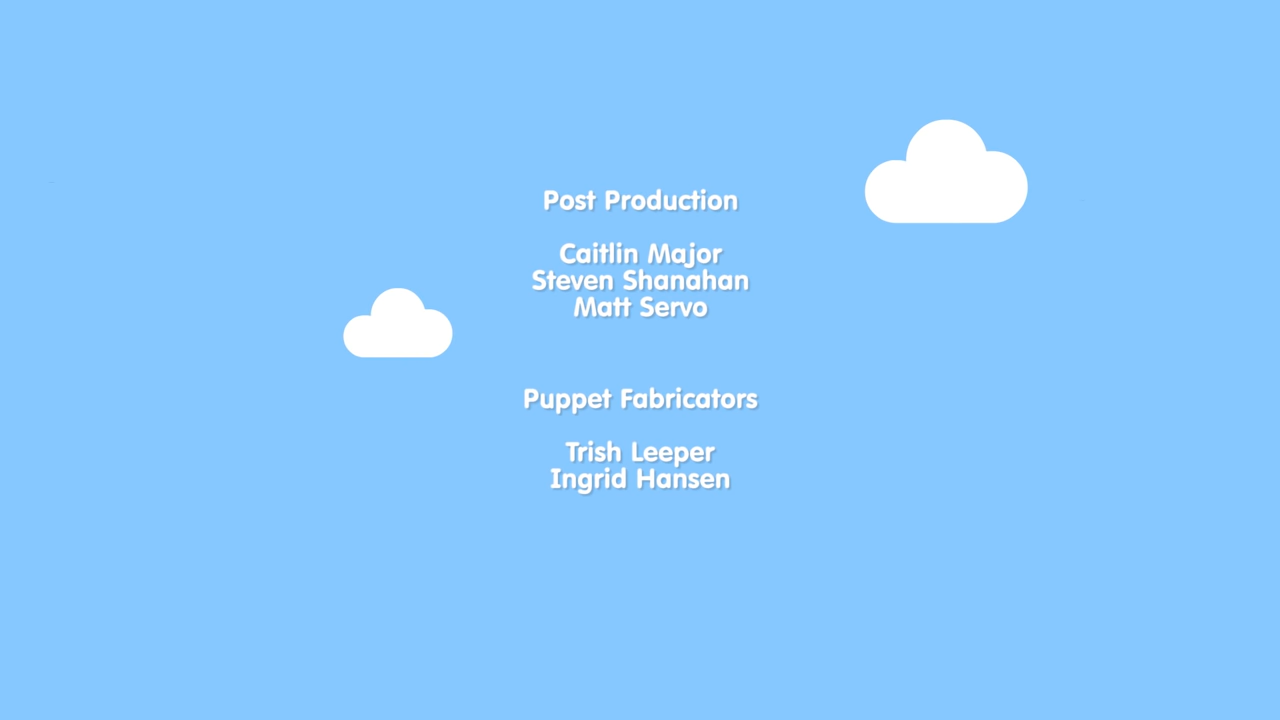 Post Production
Caitlin Major
Steven Shanahan
Matt Servo
Puppet Fabricators
Trish Leeper
Ingrid Hansen